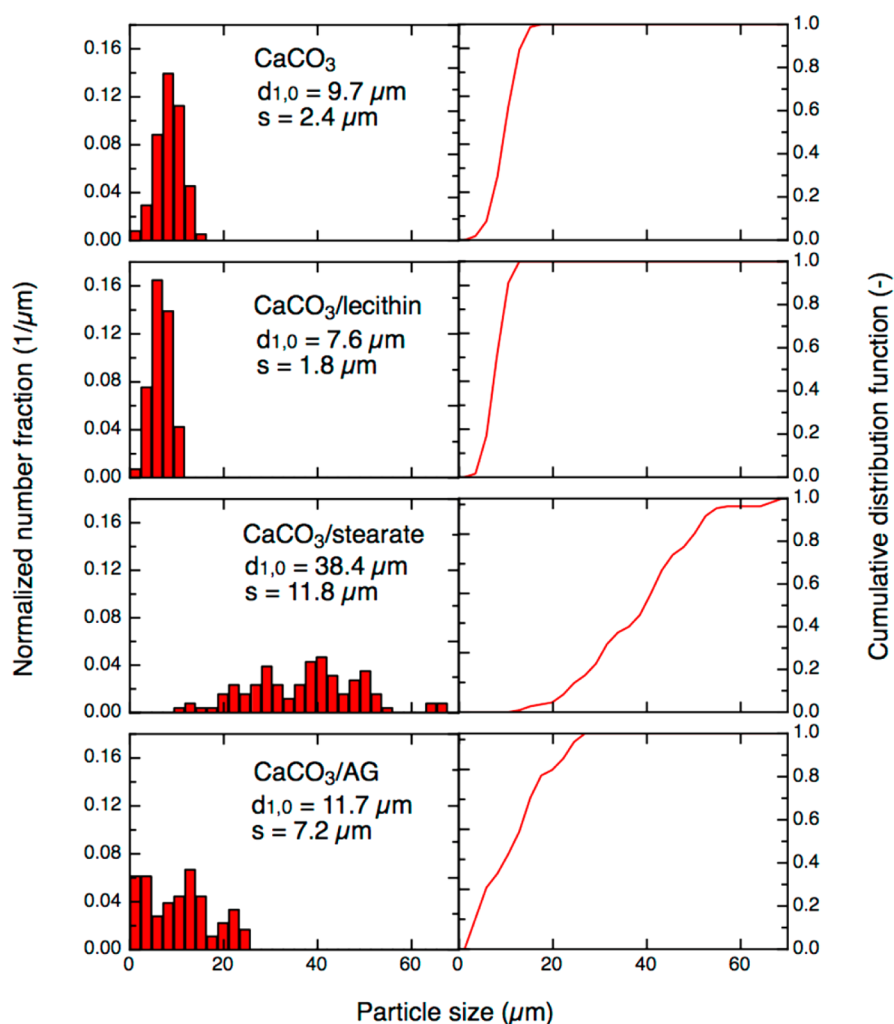 0.16
0.12
0.08
0.04
0.00
CaCO₃
d1,0 = 9.7 µm
s = 2.4 µm
1.0
0.8
0.6
0.4
0.2
0.0
0.16
0.12
0.08
0.04
0.00
CaCO₃/lecithin
d1,0 = 7.6 µm
s = 1.8 µm
1.0
0.8
0.6
0.4
0.2
0.0
0.16
0.12
0.08
0.04
0.00
CaCO₃/stearate
d1,0 = 38.4 µm
s = 11.8 µm
1.0
0.8
0.6
0.4
0.2
0.0
0.16
0.12
0.08
0.04
0.00
CaCO₃/AG
d1,0 = 11.7 µm
s = 7.2 µm
1.0
0.8
0.6
0.4
0.2
0.0
0 20 40 60
0 20 40 60
Normalized number fraction (1/µm)
Cumulative distribution function (-)
Particle size (µm)